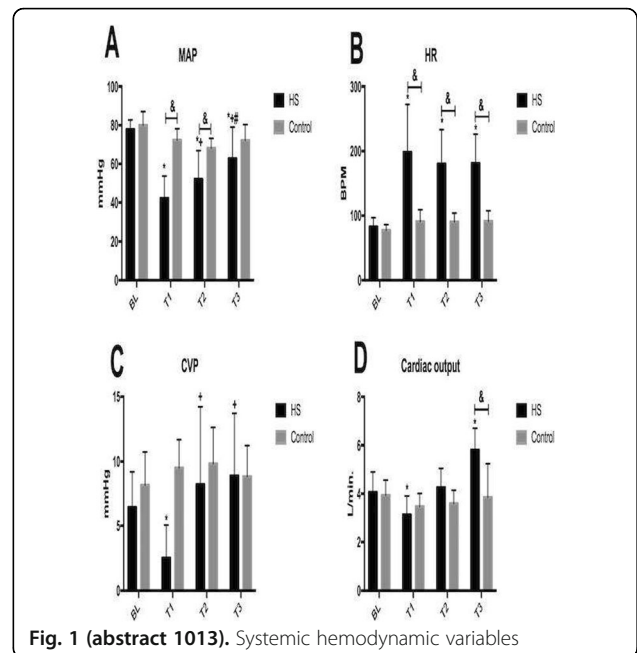 A
MAP
100
80
60
40
20
0
mmHg
*
&
*+
&
*+#
HS
Control
BL
T1
T2
T3
B
HR
300
200
100
0
BPM
*
&
*
&
*
&
HS
Control
BL
T1
T2
T3
C
CVP
15
10
5
0
mmHg
*
+
+
HS
Control
BL
T1
T2
T3
D
Cardiac output
8
6
4
2
0
L/min.
*
*
&
HS
Control
BL
T1
T2
T3
Fig. 1 (abstract 1013). Systemic hemodynamic variables